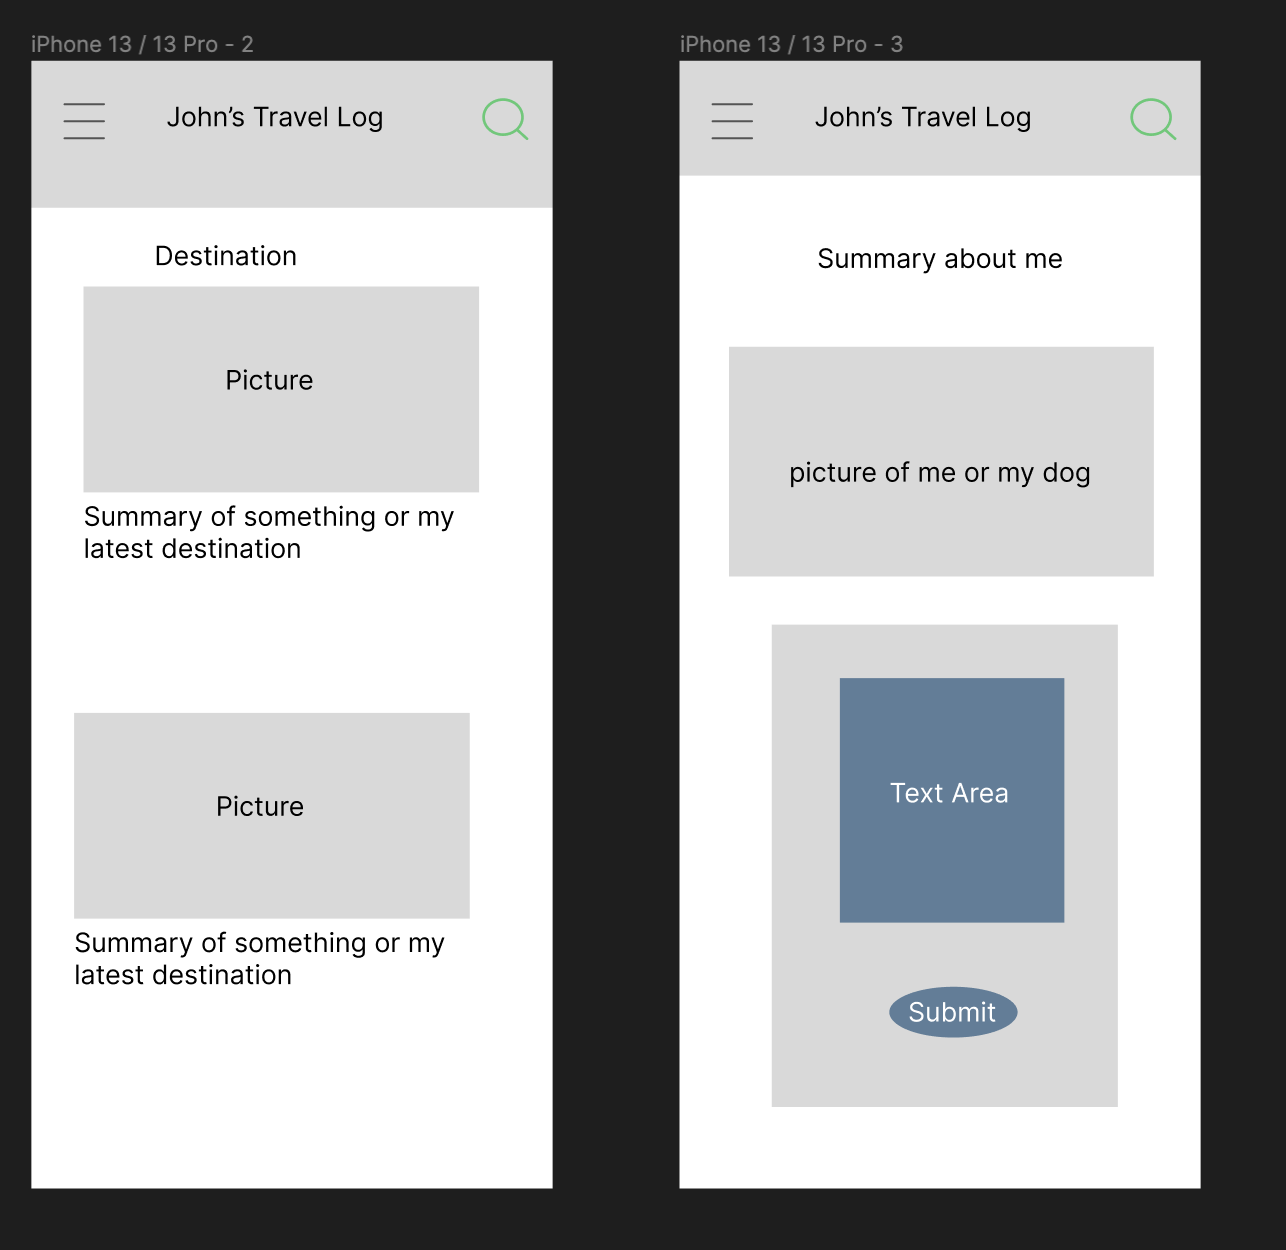 iPhone 13 / 13 Pro - 2
John’s Travel Log
Destination
Picture
Summary of something or my
latest destination
Picture
Summary of something or my
latest destination
iPhone 13 / 13 Pro - 3
John’s Travel Log
Summary about me
picture of me or my dog
Text Area
Submit